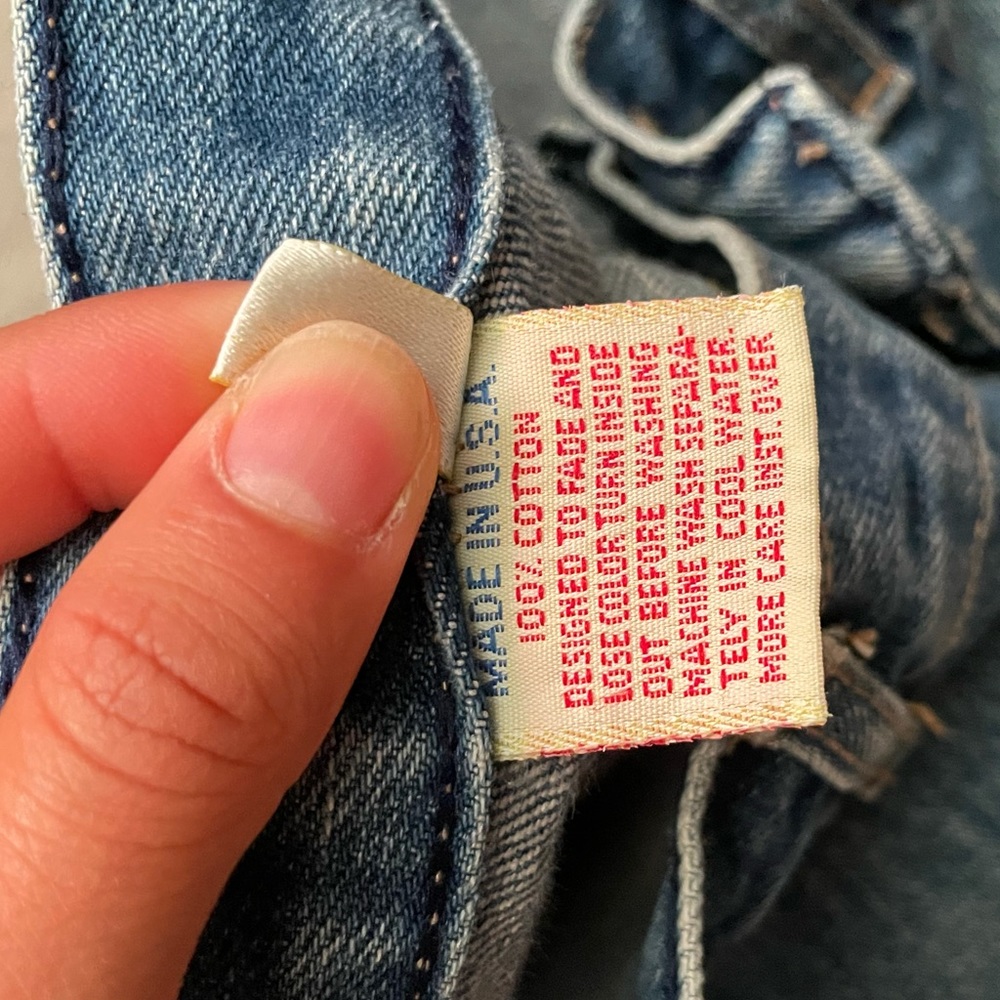 MADE IN U.S.A.
100% COTTON
DESIGNED TO FADE AND
LOSE COLOR TURN INSIDE
OUT BEFORE WASHING
MACHINE WASH SEPARA-
TELY IN COOL WATER.
MORE CARE INST. OVER